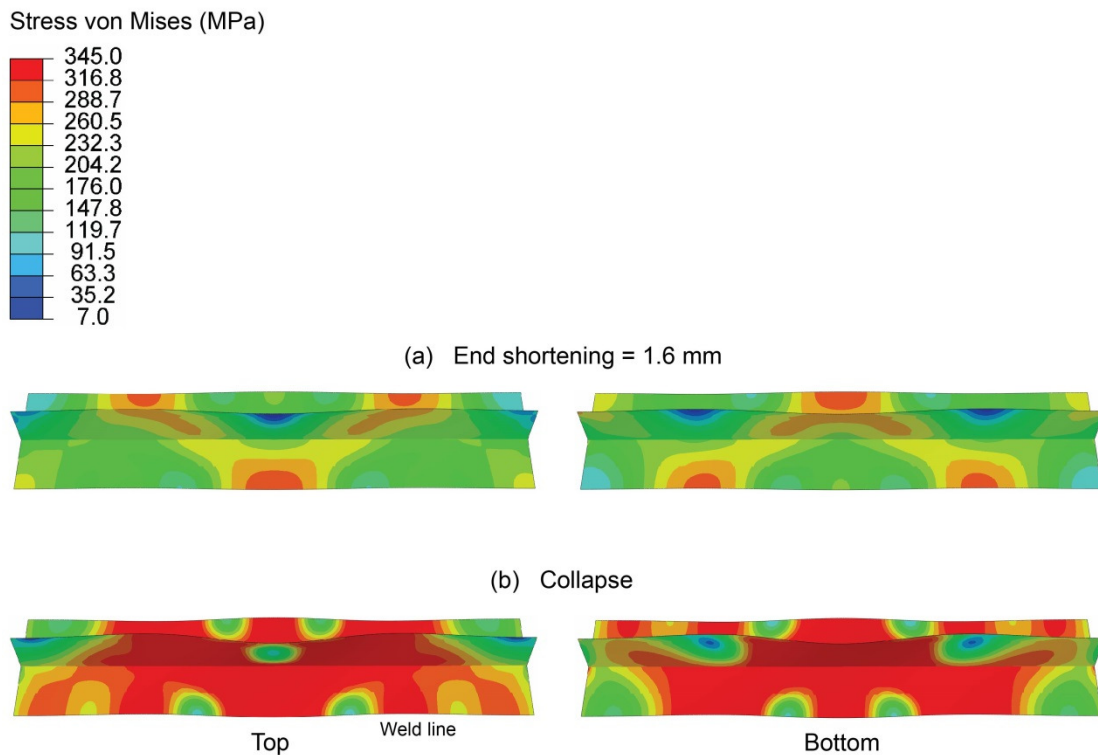 Stress von Mises (MPa)
345.0
316.8
288.7
260.5
232.3
204.2
176.0
147.8
119.7
91.5
63.3
35.2
7.0
(a) End shortening = 1.6 mm
(b) Collapse
Weld line
Top
Bottom